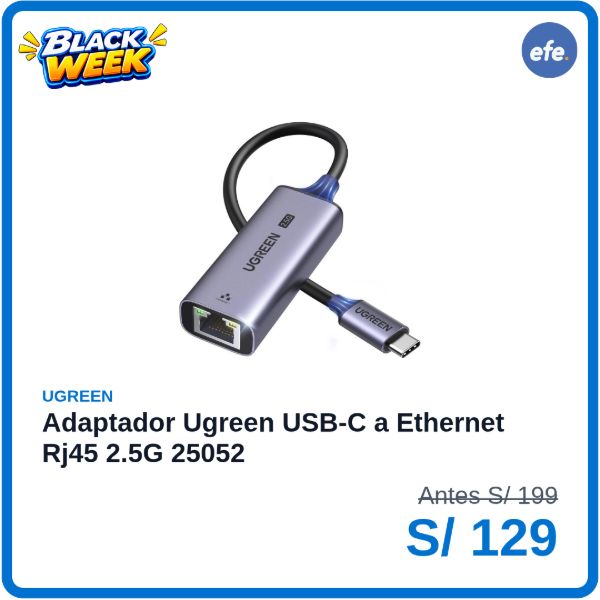 BLACK
WEEK
efe.
UGREEN
2.5G
UGREEN
UGREEN
Adaptador Ugreen USB-C a Ethernet
Rj45 2.5G 25052
Antes S/ 199
S/ 129